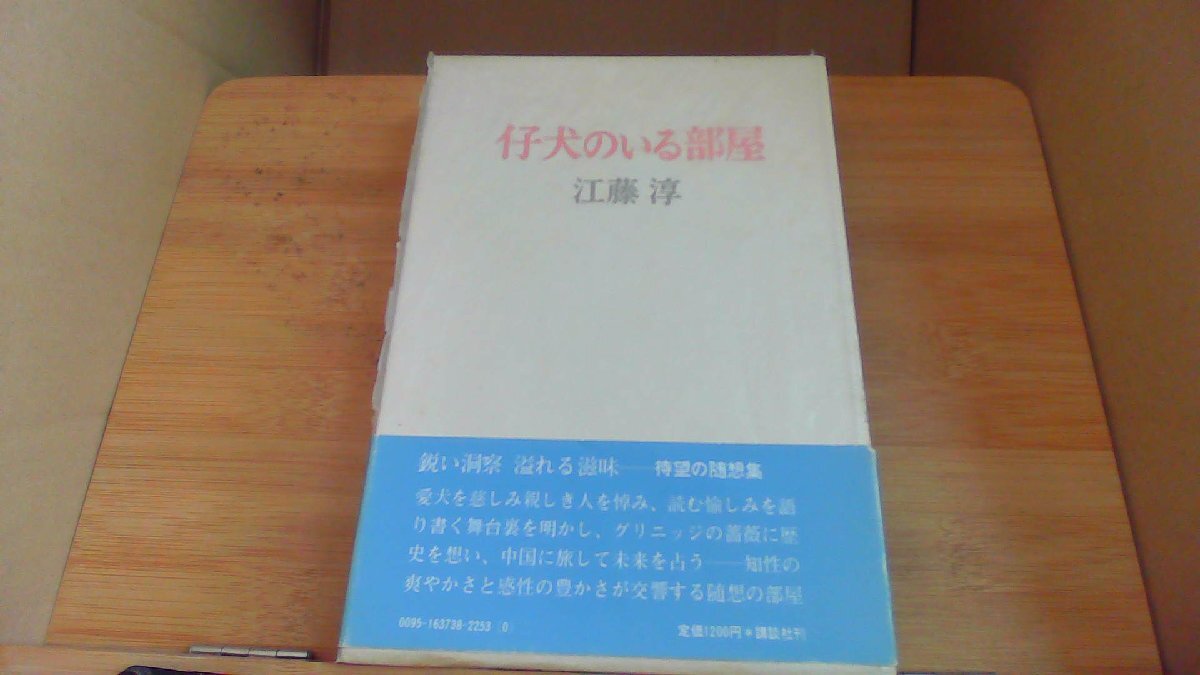 仔犬のいる部屋
江藤 淳
鋭い洞察 溢れる滋味――待望の随想集
愛犬を慈しみ親しき人を悼み、読む愉しみを語
り書く舞台裏を明かし、グリニッジの薔薇に歴
史を想い、中国に旅して未来を占う――知性の
爽やかさと感性の豊かさが交響する随想の部屋
0095-163738-2253 (0)
定価1200円*講談社刊